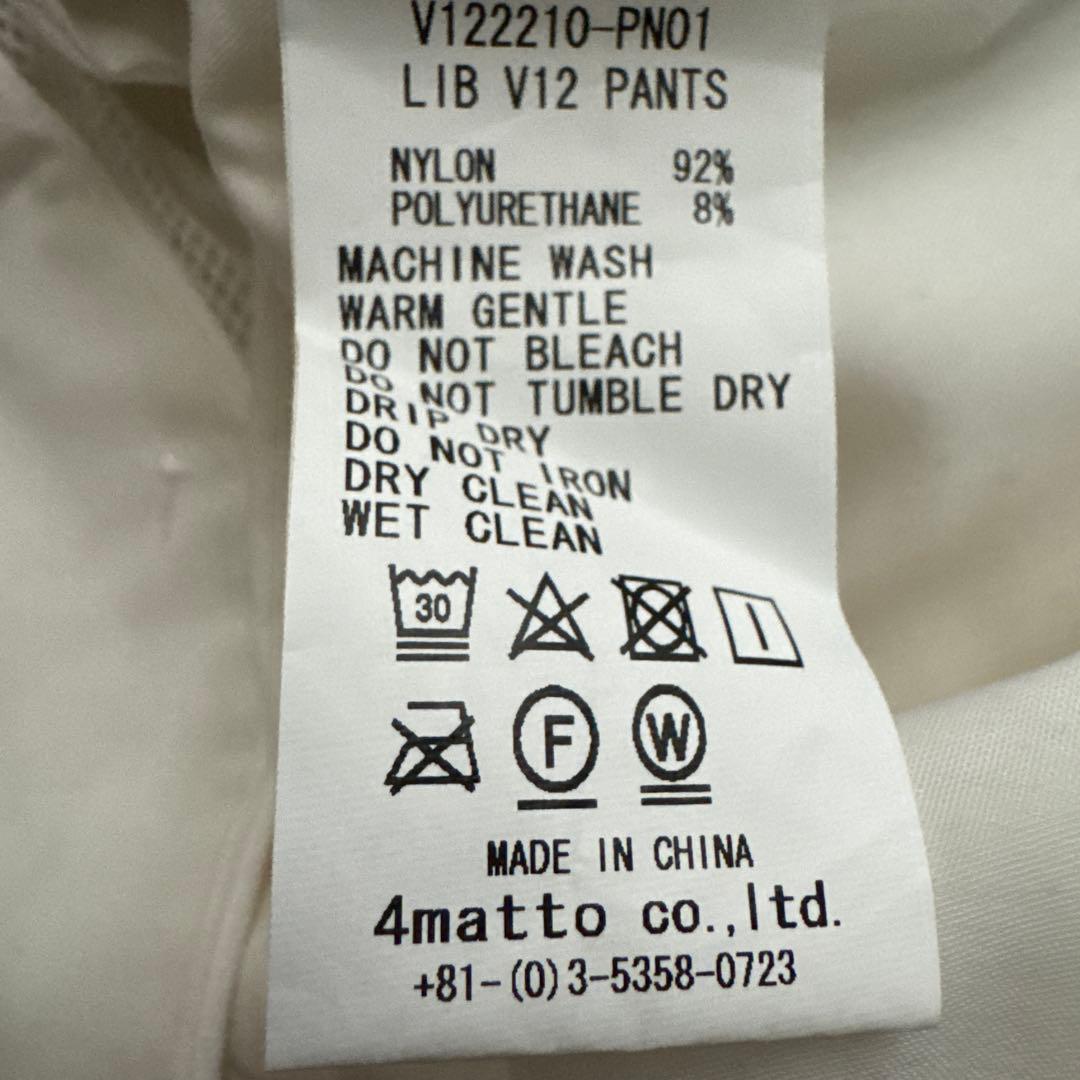 V122210-PN01
LIB V12 PANTS
NYLON 92%
POLYURETHANE 8%
MACHINE WASH
WARM GENTLE
DO NOT BLEACH
DO NOT TUMBLE DRY
DRIP DRY
DO NOT IRON
DRY CLEAN
WET CLEAN
30
F W
MADE IN CHINA
4matto co.,ltd.
+81-(0)3-5358-0723